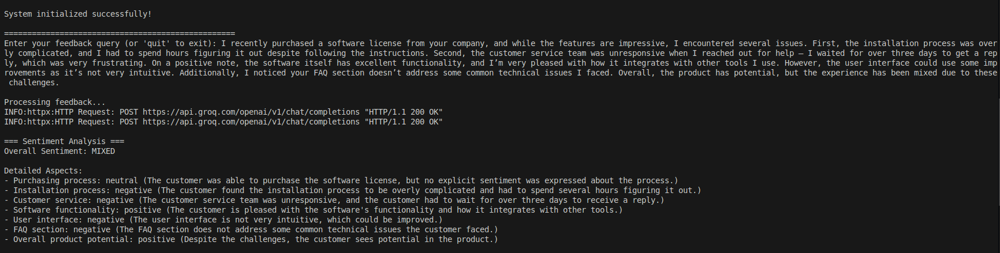 System initialized successfully!
==================================================
Enter your feedback query (or 'quit' to exit): I recently purchased a software license from your company, and while the features are impressive, I encountered several issues. First, the installation process was over
ly complicated, and I had to spend hours figuring it out despite following the instructions. Second, the customer service team was unresponsive when I reached out for help – I waited for over three days to get a rep
ly, which was very frustrating. On a positive note, the software itself has excellent functionality, and I’m very pleased with how it integrates with other tools I use. However, the user interface could use some imp
rovements as it’s not very intuitive. Additionally, I noticed your FAQ section doesn’t address some common technical issues I faced. Overall, the product has potential, but the experience has been mixed due to these
 challenges.
Processing feedback...
INFO:httpx:HTTP Request: POST https://api.groq.com/openai/v1/chat/completions "HTTP/1.1 200 OK"
INFO:httpx:HTTP Request: POST https://api.groq.com/openai/v1/chat/completions "HTTP/1.1 200 OK"
=== Sentiment Analysis ===
Overall Sentiment: MIXED
Detailed Aspects:
- Purchasing process: neutral (The customer was able to purchase the software license, but no explicit sentiment was expressed about the process.)
- Installation process: negative (The customer found the installation process to be overly complicated and had to spend several hours figuring it out.)
- Customer service: negative (The customer service team was unresponsive, and the customer had to wait for over three days to receive a reply.)
- Software functionality: positive (The customer is pleased with the software's functionality and how it integrates with other tools.)
- User interface: negative (The user interface is not very intuitive, which could be improved.)
- FAQ section: negative (The FAQ section does not address some common technical issues the customer faced.)
- Overall product potential: positive (Despite the challenges, the customer sees potential in the product.)